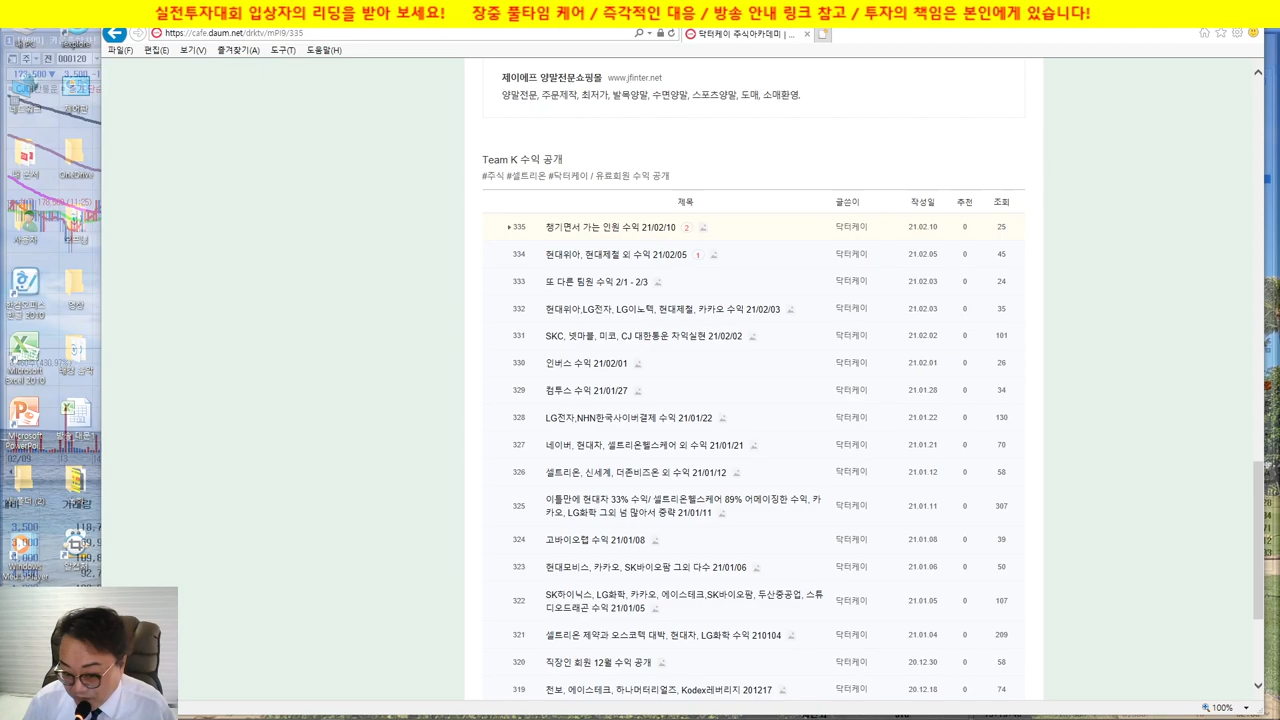 실전투자대회 입상자의 리딩을 받아 보세요! 장중 풀타임 케어 / 즉각적인 대응 / 방송 안내 링크 참고 / 투자의 책임은 본인에게 있습니다!
https://cafe.daum.net/drktv/mPI9/335
닥터케이 주식아카데미 | ...
파일(F) 편집(E) 보기(V) 즐겨찾기(A) 도구(T) 도움말(H)
제이에프 양말전문쇼핑몰 www.jfinter.net
양말전문, 주문제작, 최저가, 발목양말, 수면양말, 스포츠양말, 도매, 소매환영.
Team K 수익 공개
#주식 #셀트리온 #닥터케이 / 유료회원 수익 공개
제목 글쓴이 작성일 추천 조회
335 챙기면서 가는 인원 수익 21/02/10 2 닥터케이 21.02.10 0 25
334 현대위아, 현대제철 외 수익 21/02/05 1 닥터케이 21.02.05 0 45
333 또 다른 팀원 수익 2/1 - 2/3 닥터케이 21.02.03 0 24
332 현대위아,LG전자, LG이노텍, 현대제철, 카카오 수익 21/02/03 닥터케이 21.02.03 0 35
331 SKC, 넷마블, 미코, CJ 대한통운 차익실현 21/02/02 닥터케이 21.02.02 0 101
330 인버스 수익 21/02/01 닥터케이 21.02.01 0 26
329 컴투스 수익 21/01/27 닥터케이 21.01.28 0 34
328 LG전자,NHN한국사이버결제 수익 21/01/22 닥터케이 21.01.22 0 130
327 네이버, 현대차, 셀트리온헬스케어 외 수익 21/01/21 닥터케이 21.01.21 0 70
326 셀트리온, 신세계, 더존비즈온 외 수익 21/01/12 닥터케이 21.01.12 0 58
325 이틀만에 현대차 33% 수익/ 셀트리온헬스케어 89% 어메이징한 수익, 카카오, LG화학 그외 넘 많아서 중략 21/01/11 닥터케이 21.01.11 0 307
324 고바이오랩 수익 21/01/08 닥터케이 21.01.08 0 39
323 현대모비스, 카카오, SK바이오팜 그외 다수 21/01/06 닥터케이 21.01.06 0 50
322 SK하이닉스, LG화학, 카카오, 에이스테크,SK바이오팜, 두산중공업, 스튜디오드래곤 수익 21/01/05 닥터케이 21.01.05 0 107
321 셀트리온 제약과 오스코텍 대박, 현대차, LG화학 수익 210104 닥터케이 21.01.04 0 209
320 직장인 회원 12월 수익 공개 닥터케이 20.12.30 0 58
319 전보, 에이스테크, 하나머터리얼즈, Kodex레버리지 201217 닥터케이 20.12.18 0 74
100%
OneDrive
Microsoft Excel 2010
Microsoft PowerPoi...
Windows Media Player